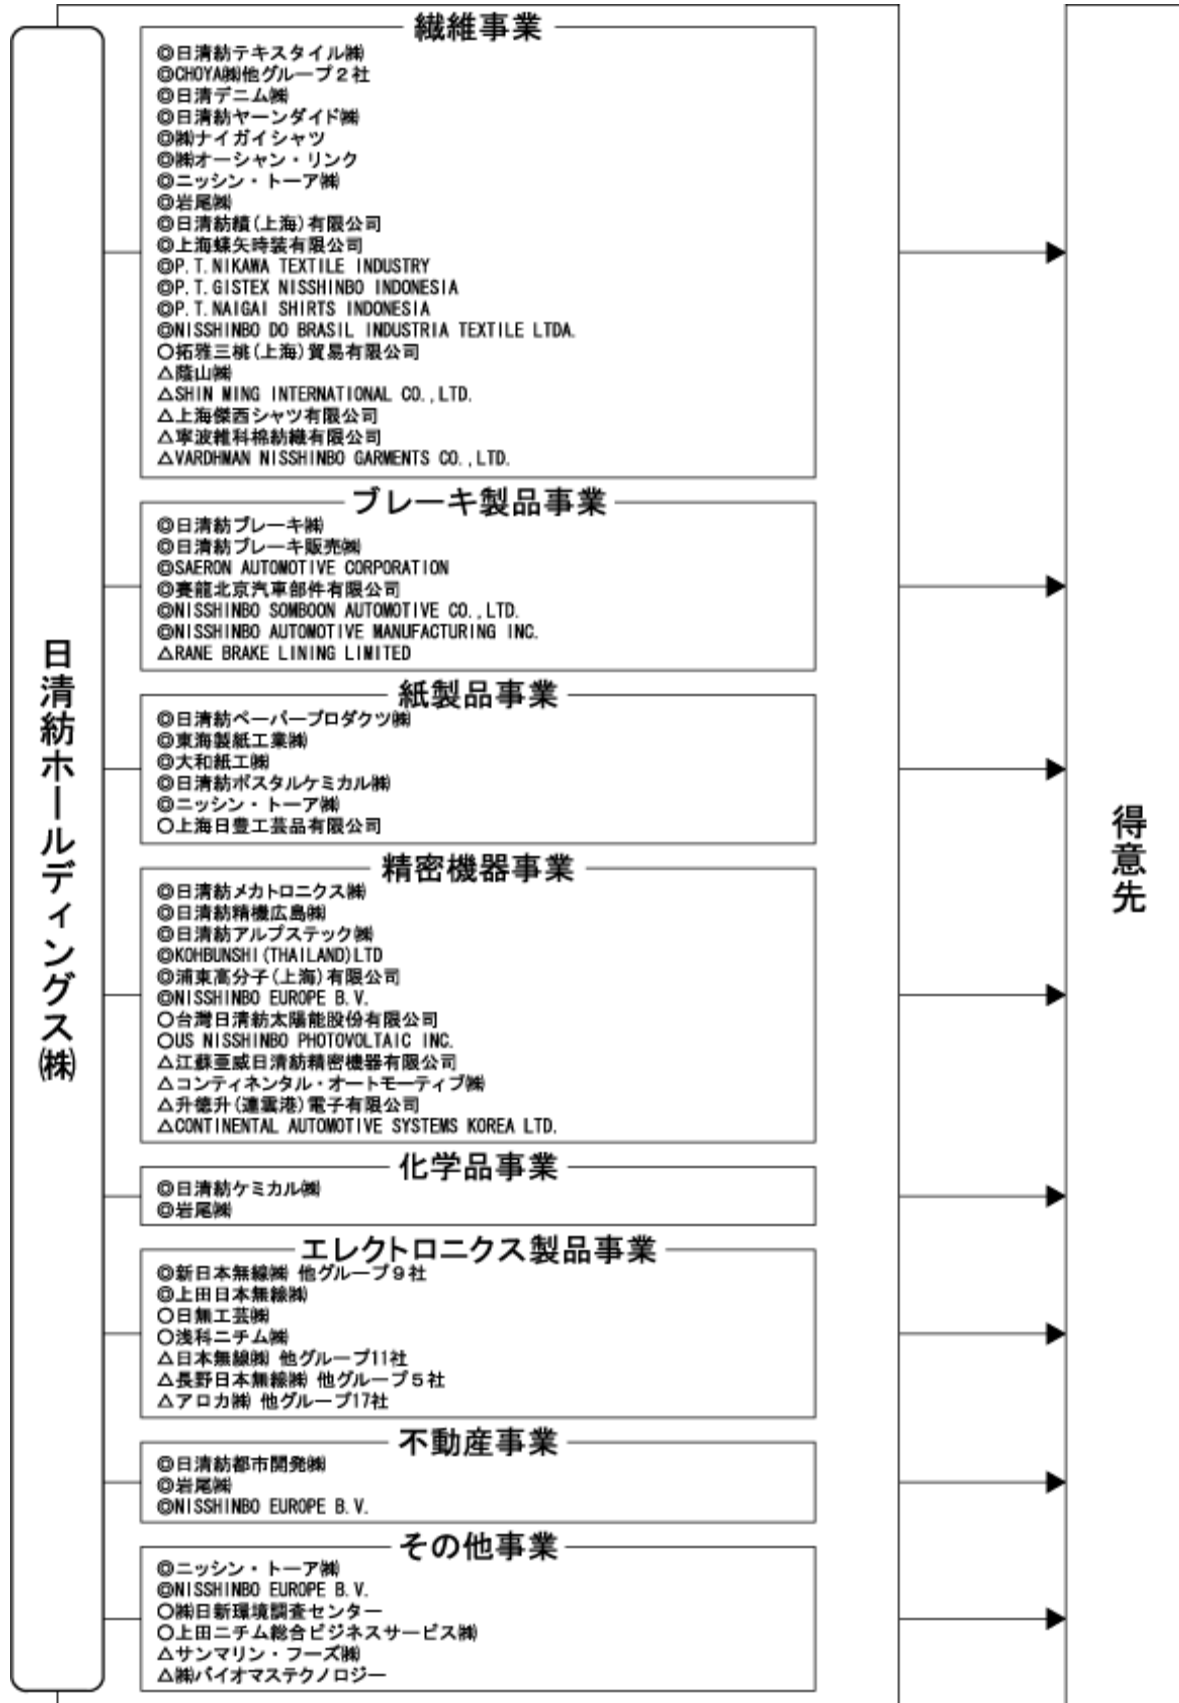 日清紡ホールディングス㈱
繊維事業
◎日清紡テキスタイル㈱
◎CHOYA㈱他グループ2社
◎日清デニム㈱
◎日清紡ヤーンダイド㈱
◎㈱ナイガイシャツ
◎㈱オーシャン・リンク
◎ニッシン・トーア㈱
◎岩尾㈱
◎日清紡績(上海)有限公司
◎上海蝶矢時装有限公司
◎P.T.NIKAWA TEXTILE INDUSTRY
◎P.T.GISTEX NISSHINBO INDONESIA
◎P.T.NAIGAI SHIRTS INDONESIA
◎NISSHINBO DO BRASIL INDUSTRIA TEXTILE LTDA.
○拓雅三桃(上海)貿易有限公司
△蔭山㈱
△SHIN MING INTERNATIONAL CO.,LTD.
△上海傑西シャツ有限公司
△寧波維科棉紡織有限公司
△VARDHMAN NISSHINBO GARMENTS CO.,LTD.
ブレーキ製品事業
◎日清紡ブレーキ㈱
◎日清紡ブレーキ販売㈱
◎SAERON AUTOMOTIVE CORPORATION
◎賽龍北京汽車部件有限公司
◎NISSHINBO SOMBOON AUTOMOTIVE CO.,LTD.
◎NISSHINBO AUTOMOTIVE MANUFACTURING INC.
△RANE BRAKE LINING LIMITED
紙製品事業
◎日清紡ペーパープロダクツ㈱
◎東海製紙工業㈱
◎大和紙工㈱
◎日清紡ポスタルケミカル㈱
◎ニッシン・トーア㈱
○上海日豊工芸品有限公司
精密機器事業
◎日清紡メカトロニクス㈱
◎日清紡精機広島㈱
◎日清紡アルプステック㈱
◎KOHBUNSHI(THAILAND)LTD
◎浦東高分子(上海)有限公司
◎NISSHINBO EUROPE B.V.
○台灣日清紡太陽能股份有限公司
○US NISSHINBO PHOTOVOLTAIC INC.
△江蘇亜威日清紡精密機器有限公司
△コンティネンタル・オートモーティブ㈱
△升徳升(連雲港)電子有限公司
△CONTINENTAL AUTOMOTIVE SYSTEMS KOREA LTD.
化学品事業
◎日清紡ケミカル㈱
◎岩尾㈱
エレクトロニクス製品事業
◎新日本無線㈱ 他グループ9社
◎上田日本無線㈱
○日無工芸㈱
○浅科ニチム㈱
△日本無線㈱ 他グループ11社
△長野日本無線㈱ 他グループ5社
△アロカ㈱ 他グループ17社
不動産事業
◎日清紡都市開発㈱
◎岩尾㈱
◎NISSHINBO EUROPE B.V.
その他事業
◎ニッシン・トーア㈱
◎NISSHINBO EUROPE B.V.
○㈱日新環境調査センター
○上田ニチム総合ビジネスサービス㈱
△サンマリン・フーズ㈱
△㈱バイオマステクノロジー
得意先